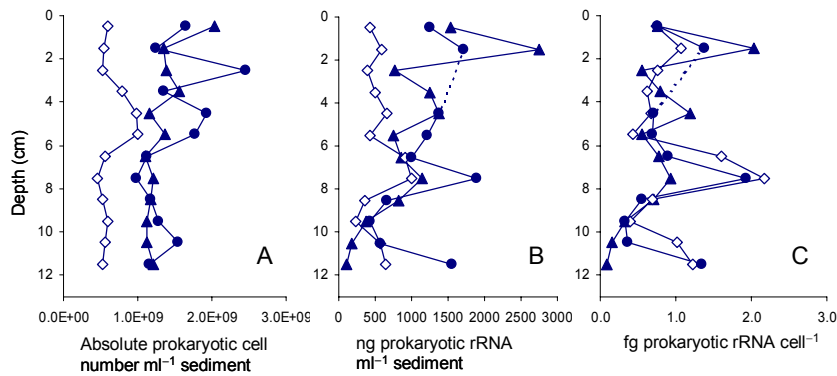 0
2
4
6
8
10
12
Depth (cm)
A
0.0E+00 1.0E+09 2.0E+09 3.0E+09
Absolute prokaryotic cell
number ml⁻¹ sediment
0
2
4
6
8
10
12
B
0 500 1000 1500 2000 2500 3000
ng prokaryotic rRNA
ml⁻¹ sediment
0
2
4
6
8
10
12
C
0.0 1.0 2.0 3.0
fg prokaryotic rRNA cell⁻¹